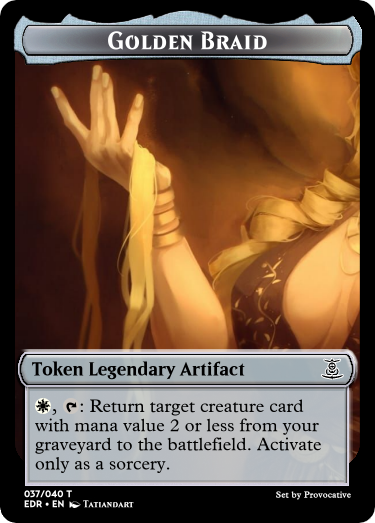 Golden Braid
Token Legendary Artifact
: Return target creature card
with mana value 2 or less from your
graveyard to the battlefield. Activate
only as a sorcery.
037/040 T
EDR • EN Tatiandart
Set by Provocative